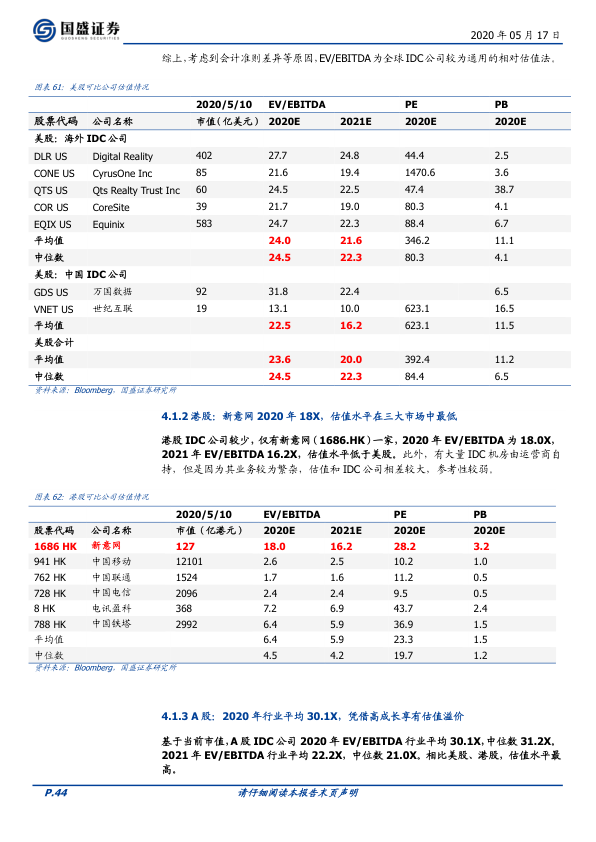 国盛证券
GUOSHENG SECURITIES
2020 年 05 月 17 日
综上，考虑到会计准则差异等原因，EV/EBITDA 为全球 IDC 公司较为通用的相对估值法。
图表 61：美股可比公司估值情况
2020/5/10 EV/EBITDA PE PB
股票代码 公司名称 市值（亿美元） 2020E 2021E 2020E 2020E
美股：海外 IDC 公司
DLR US Digital Reality 402 27.7 24.8 44.4 2.5
CONE US CyrusOne Inc 85 21.6 19.4 1470.6 3.6
QTS US Qts Realty Trust Inc 60 24.5 22.5 47.4 38.7
COR US CoreSite 39 21.7 19.0 80.3 4.1
EQIX US Equinix 583 24.7 22.3 88.4 6.7
平均值 24.0 21.6 346.2 11.1
中位数 24.5 22.3 80.3 4.1
美股：中国 IDC 公司
GDS US 万国数据 92 31.8 22.4 6.5
VNET US 世纪互联 19 13.1 10.0 623.1 16.5
平均值 22.5 16.2 623.1 11.5
美股合计
平均值 23.6 20.0 392.4 11.2
中位数 24.5 22.3 84.4 6.5
资料来源：Bloomberg，国盛证券研究所
4.1.2 港股：新意网 2020 年 18X，估值水平在三大市场中最低
港股 IDC 公司较少，仅有新意网（1686.HK）一家，2020 年 EV/EBITDA 为 18.0X，
2021 年 EV/EBITDA 16.2X，估值水平低于美股。此外，有大量 IDC 机房由运营商自
持，但是因为其业务较为繁杂，估值和 IDC 公司相差较大，参考性较弱。
图表 62：港股可比公司估值情况
2020/5/10 EV/EBITDA PE PB
股票代码 公司名称 市值（亿港元） 2020E 2021E 2020E 2020E
1686 HK 新意网 127 18.0 16.2 28.2 3.2
941 HK 中国移动 12101 2.6 2.5 10.2 1.0
762 HK 中国联通 1524 1.7 1.6 11.2 0.5
728 HK 中国电信 2096 2.4 2.4 9.5 0.5
8 HK 电讯盈科 368 7.2 6.9 43.7 2.4
788 HK 中国铁塔 2992 6.4 5.9 36.9 1.5
平均值 6.4 5.9 23.3 1.5
中位数 4.5 4.2 19.7 1.2
资料来源：Bloomberg，国盛证券研究所
4.1.3 A 股：2020 年行业平均 30.1X，凭借高成长享有估值溢价
基于当前市值，A 股 IDC 公司 2020 年 EV/EBITDA 行业平均 30.1X，中位数 31.2X。
2021 年 EV/EBITDA 行业平均 22.2X，中位数 21.0X。相比美股、港股，估值水平最
高。
P.44 请仔细阅读本报告末页声明